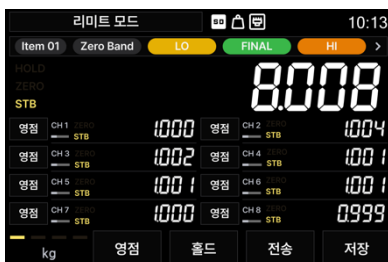 리미트 모드 SD 10:13
Item 01 Zero Band LO FINAL HI >
HOLD
ZERO
STB
8.008
영점 CH 1 ZERO STB 1.000 영점 CH 2 ZERO STB 1.004
영점 CH 3 ZERO STB 1.002 영점 CH 4 ZERO STB 1.001
영점 CH 5 ZERO STB 1.001 영점 CH 6 ZERO STB 1.001
영점 CH 7 ZERO STB 1.000 영점 CH 8 ZERO STB 0.999
kg 영점 홀드 전송 저장